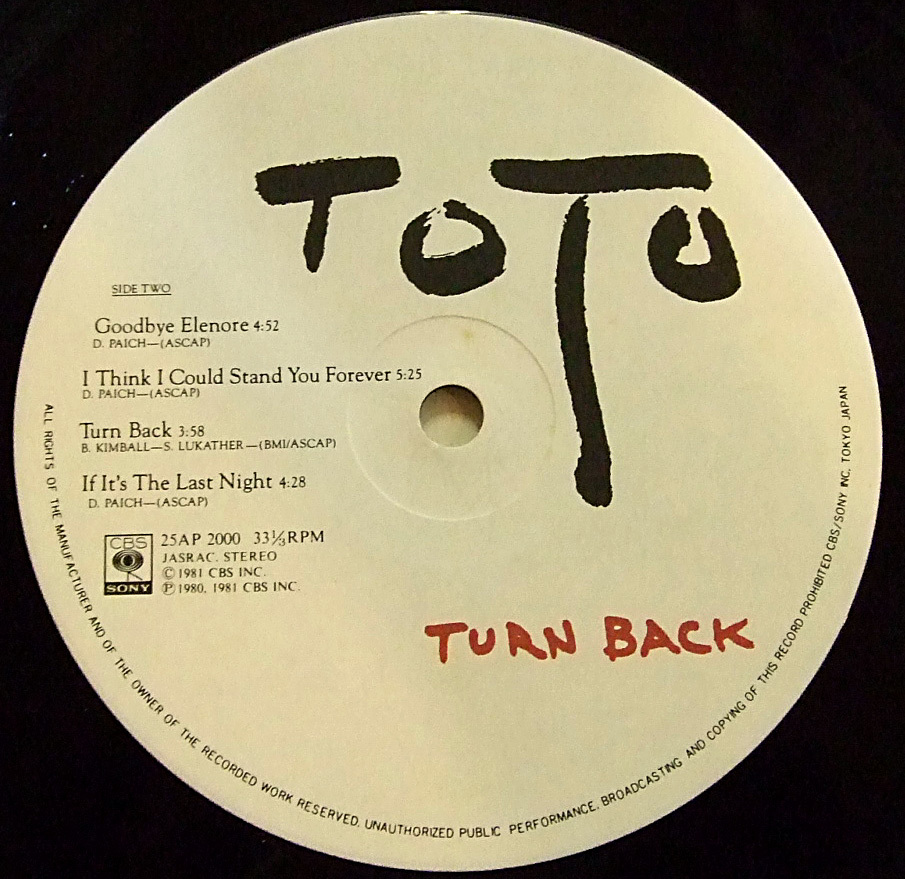 TOTO
SIDE TWO
Goodbye Elenore 4:52
D. PAICH—(ASCAP)
I Think I Could Stand You Forever 5:25
D. PAICH—(ASCAP)
Turn Back 3:58
B. KIMBALL—S. LUKATHER—(BMI/ASCAP)
If It's The Last Night 4:28
D. PAICH—(ASCAP)
CBS
SONY
25AP 2000 33⅓RPM
JASRAC. STEREO
Ⓒ1981 CBS INC.
Ⓟ1980, 1981 CBS INC.
TURN BACK
ALL RIGHTS OF THE MANUFACTURER AND OF THE OWNER OF THE RECORDED WORK RESERVED. UNAUTHORIZED PUBLIC PERFORMANCE. BROADCASTING AND COPYING OF THIS RECORD PROHIBITED CBS/SONY INC. TOKYO JAPAN